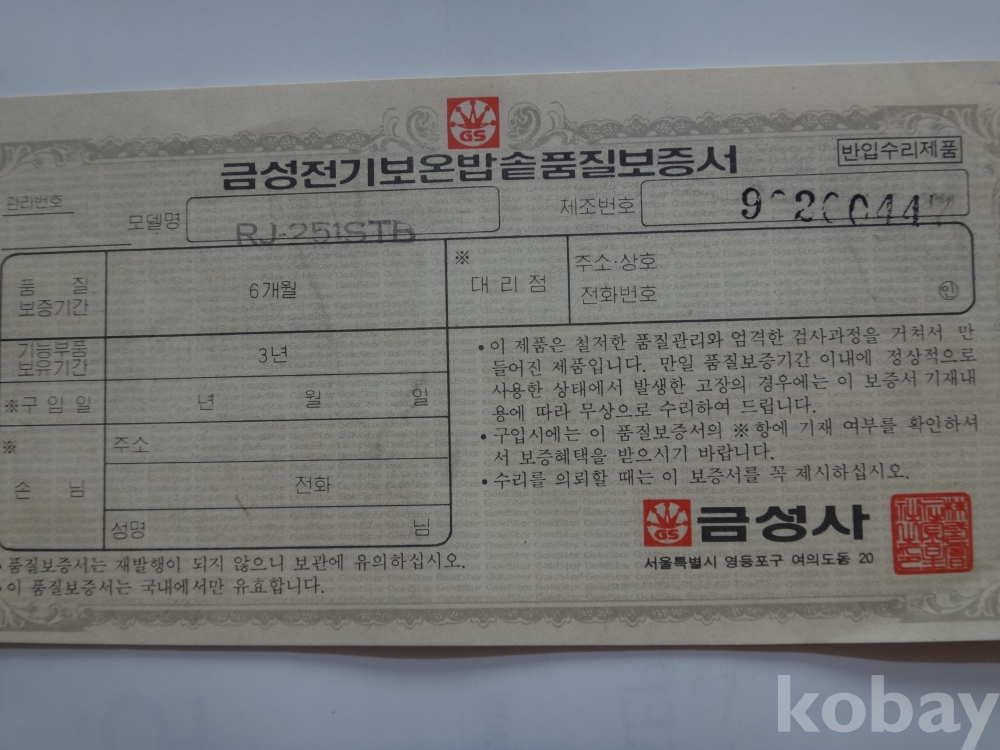 GS
금성전기보온밥솥품질보증서
반입수리제품
관리번호
모델명
RJ-251STB
제조번호
품 질
보증기간
6개월
※
대리점
주소·상호
전화번호
인
기능부품
보유기간
3년
※구입일
년 월 일
※
손 님
주소
전화
성명
님
• 이 제품은 철저한 품질관리와 엄격한 검사과정을 거쳐서 만
들어진 제품입니다. 만일 품질보증기간 이내에 정상적으로
사용한 상태에서 발생한 고장의 경우에는 이 보증서 기재내
용에 따라 무상으로 수리하여 드립니다.
• 구입시에는 이 품질보증서의 ※항에 기재 여부를 확인하셔
서 보증혜택을 받으시기 바랍니다.
• 수리를 의뢰할 때는 이 보증서를 꼭 제시하십시오.
GS 금성사
서울특별시 영등포구 여의도동 20
• 품질보증서는 재발행이 되지 않으니 보관에 유의하십시오.
• 이 품질보증서는 국내에서만 유효합니다.
kobay